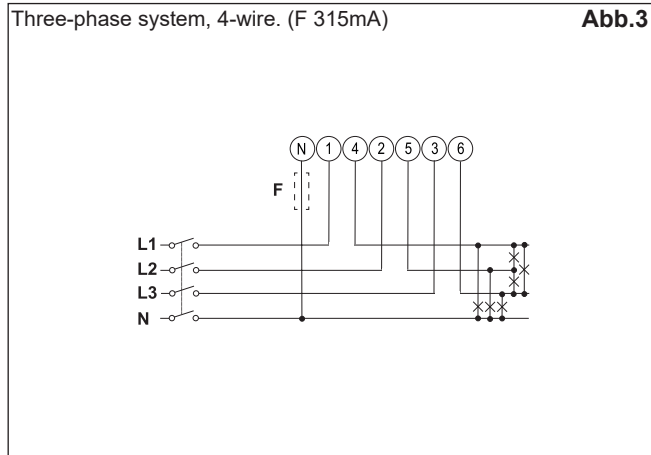 Three-phase system, 4-wire. (F 315mA) Abb.3
N 1 4 2 5 3 6
F
L1
L2
L3
N